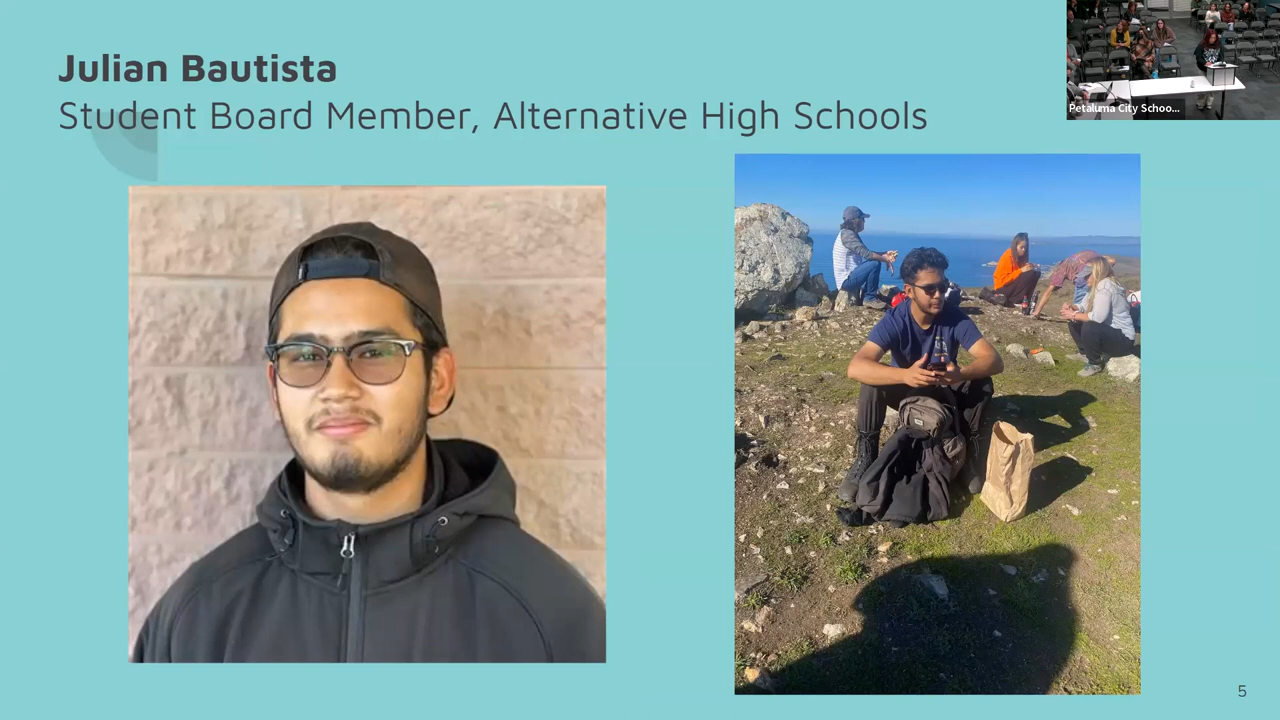 Julian Bautista
Student Board Member, Alternative High Schools
Petaluma City Schoo...
5